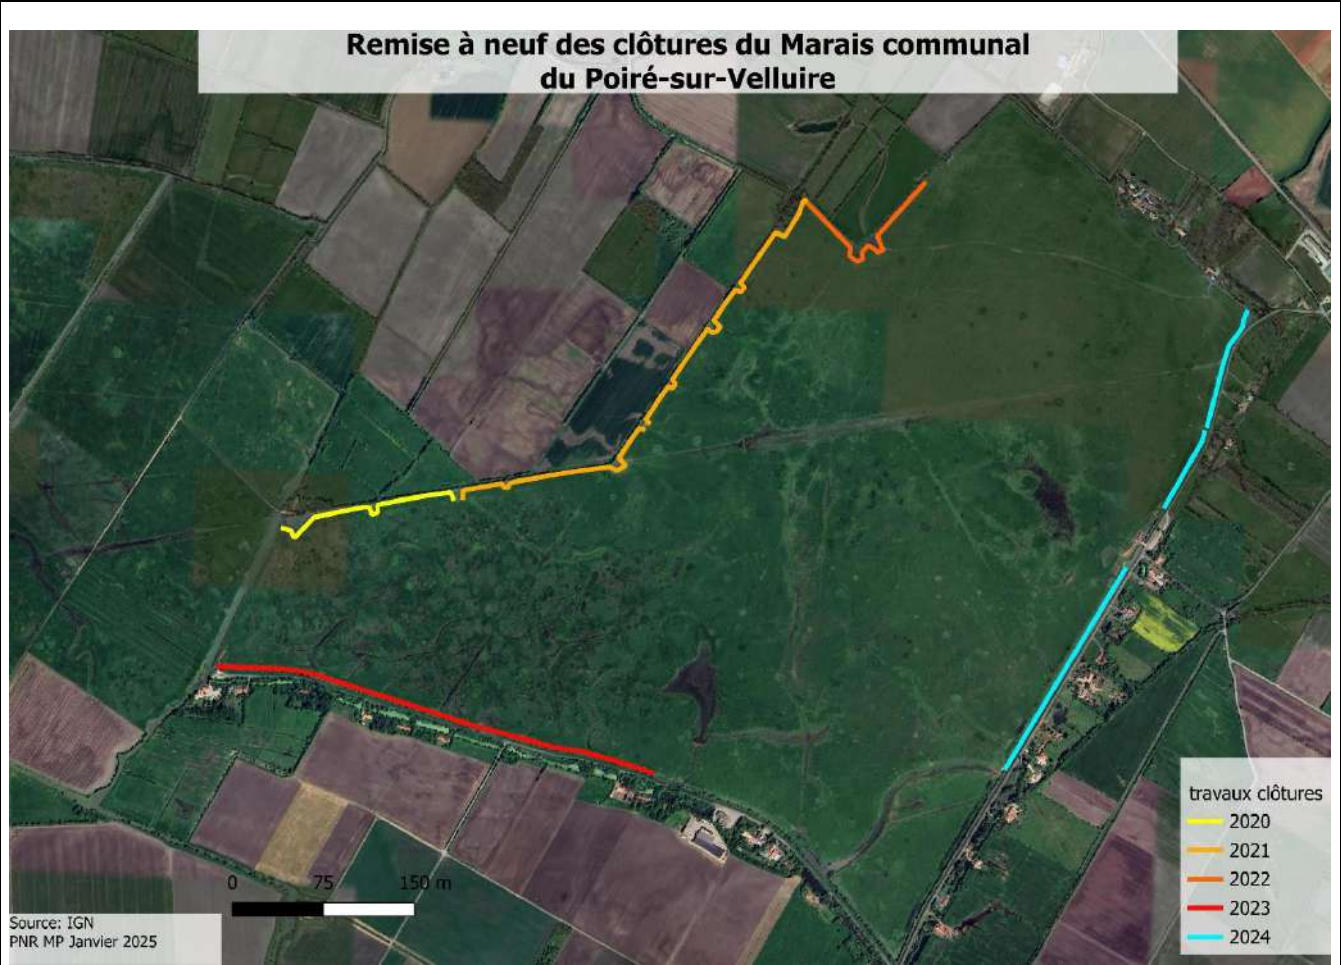 Remise à neuf des clôtures du Marais communal
du Poiré-sur-Velluire
travaux clôtures
2020
2021
2022
2023
2024
0 75 150 m
Source: IGN
PNR MP Janvier 2025